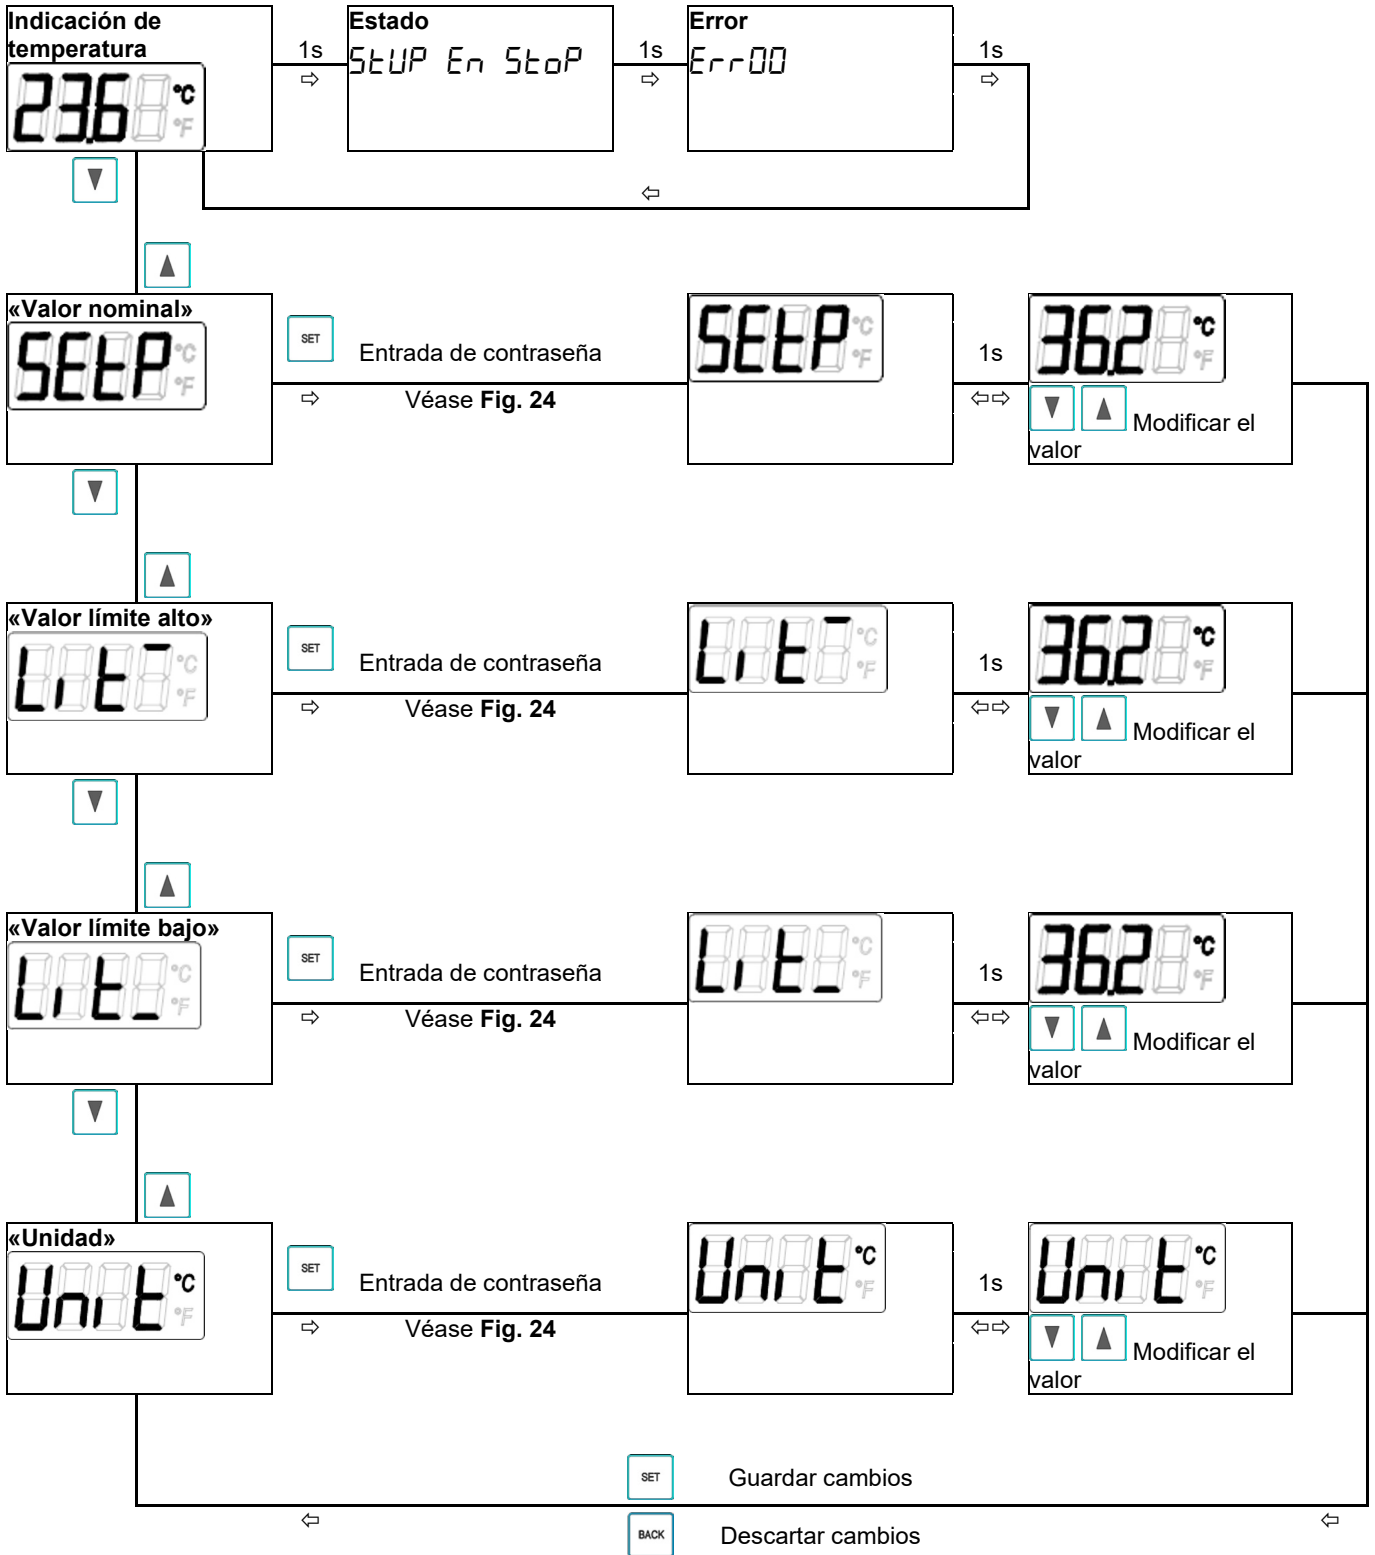 Indicación de
temperatura
23.6 °C
°F
1s
Estado
StUP En StoP
1s
Error
Err00
1s
«Valor nominal»
SEtP °C
°F
SET
Entrada de contraseña
Véase Fig. 24
SEtP °C
°F
1s
36.2 °C
°F
Modificar el
valor
«Valor límite alto»
Lit¯ °C
°F
SET
Entrada de contraseña
Véase Fig. 24
Lit¯ °C
°F
1s
36.2 °C
°F
Modificar el
valor
«Valor límite bajo»
Lit_ °C
°F
SET
Entrada de contraseña
Véase Fig. 24
Lit_ °C
°F
1s
36.2 °C
°F
Modificar el
valor
«Unidad»
Unit °C
°F
SET
Entrada de contraseña
Véase Fig. 24
Unit °C
°F
1s
Unit °C
°F
Modificar el
valor
SET
Guardar cambios
BACK
Descartar cambios